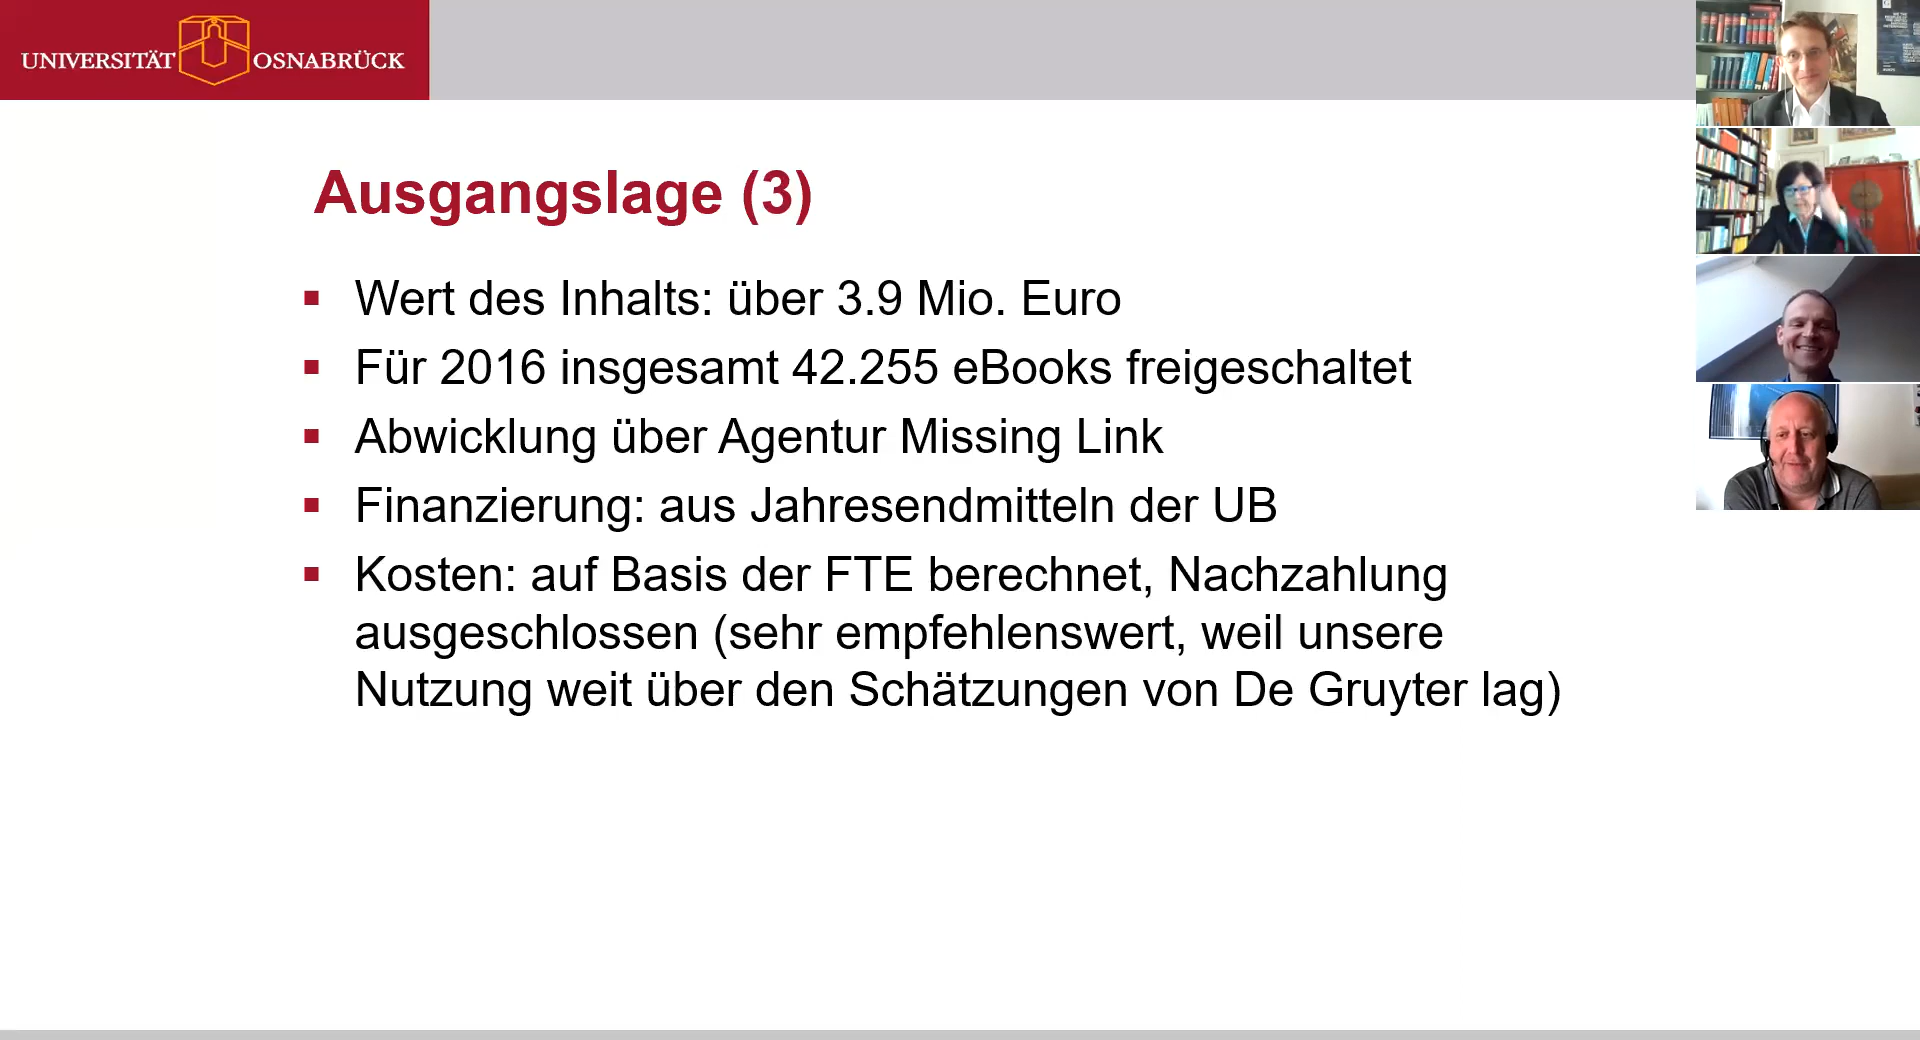 UNIVERSITÄT OSNABRÜCK
Ausgangslage (3)
▪ Wert des Inhalts: über 3.9 Mio. Euro
▪ Für 2016 insgesamt 42.255 eBooks freigeschaltet
▪ Abwicklung über Agentur Missing Link
▪ Finanzierung: aus Jahresendmitteln der UB
▪ Kosten: auf Basis der FTE berechnet, Nachzahlung
ausgeschlossen (sehr empfehlenswert, weil unsere
Nutzung weit über den Schätzungen von De Gruyter lag)